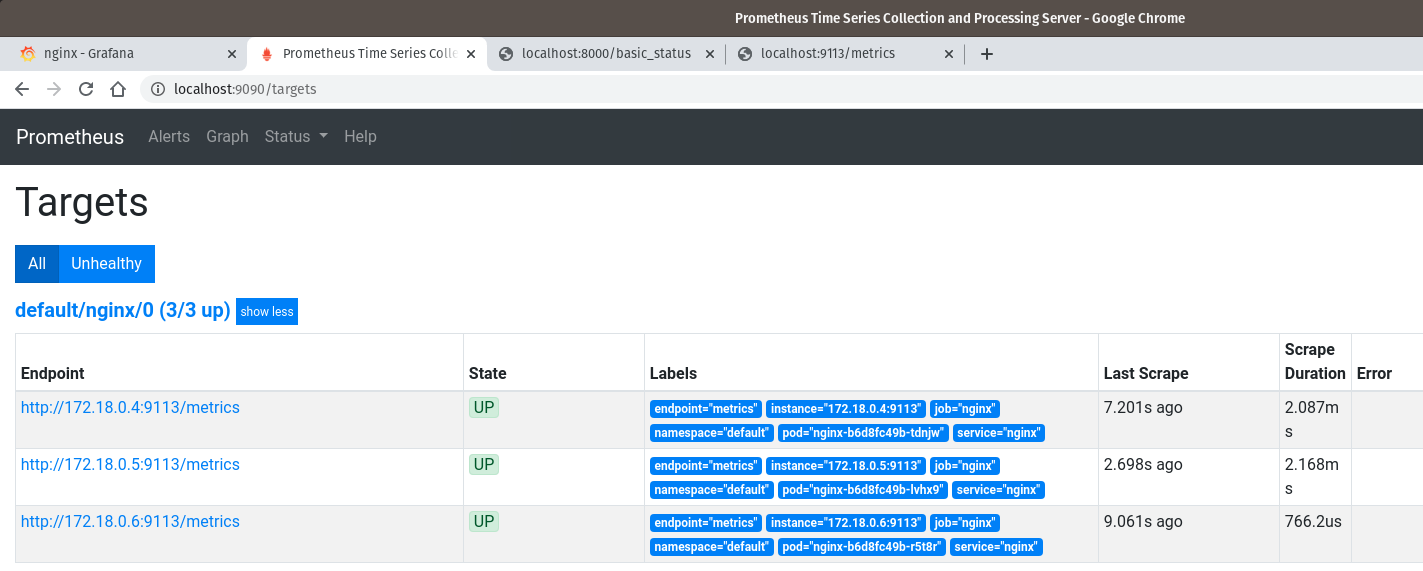 Prometheus Time Series Collection and Processing Server - Google Chrome
nginx - Grafana Prometheus Time Series Colle localhost:8000/basic_status localhost:9113/metrics
localhost:9090/targets
Prometheus Alerts Graph Status Help
Targets
All Unhealthy
default/nginx/0 (3/3 up) show less
Scrape
Endpoint State Labels Last Scrape Duration Error
http://172.18.0.4:9113/metrics UP endpoint="metrics" instance="172.18.0.4:9113" job="nginx" 7.201s ago 2.087m
namespace="default" pod="nginx-b6d8fc49b-tdnjw" service="nginx" s
http://172.18.0.5:9113/metrics UP endpoint="metrics" instance="172.18.0.5:9113" job="nginx" 2.698s ago 2.168m
namespace="default" pod="nginx-b6d8fc49b-lvhx9" service="nginx" s
http://172.18.0.6:9113/metrics UP endpoint="metrics" instance="172.18.0.6:9113" job="nginx" 9.061s ago 766.2us
namespace="default" pod="nginx-b6d8fc49b-r5t8r" service="nginx"